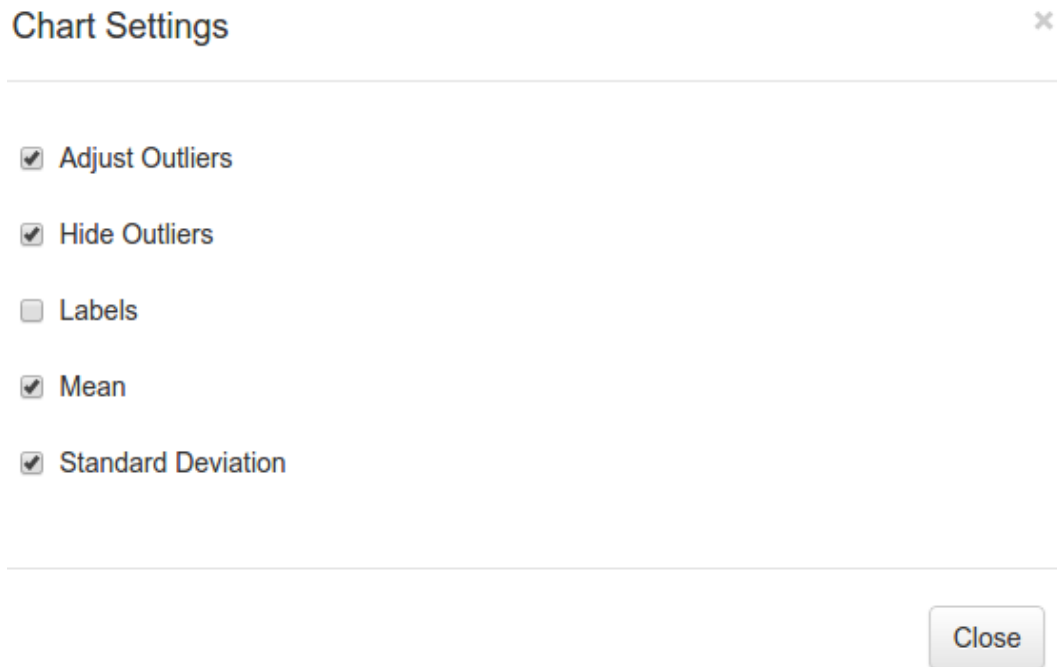 Chart Settings ×
Adjust Outliers
Hide Outliers
Labels
Mean
Standard Deviation
Close